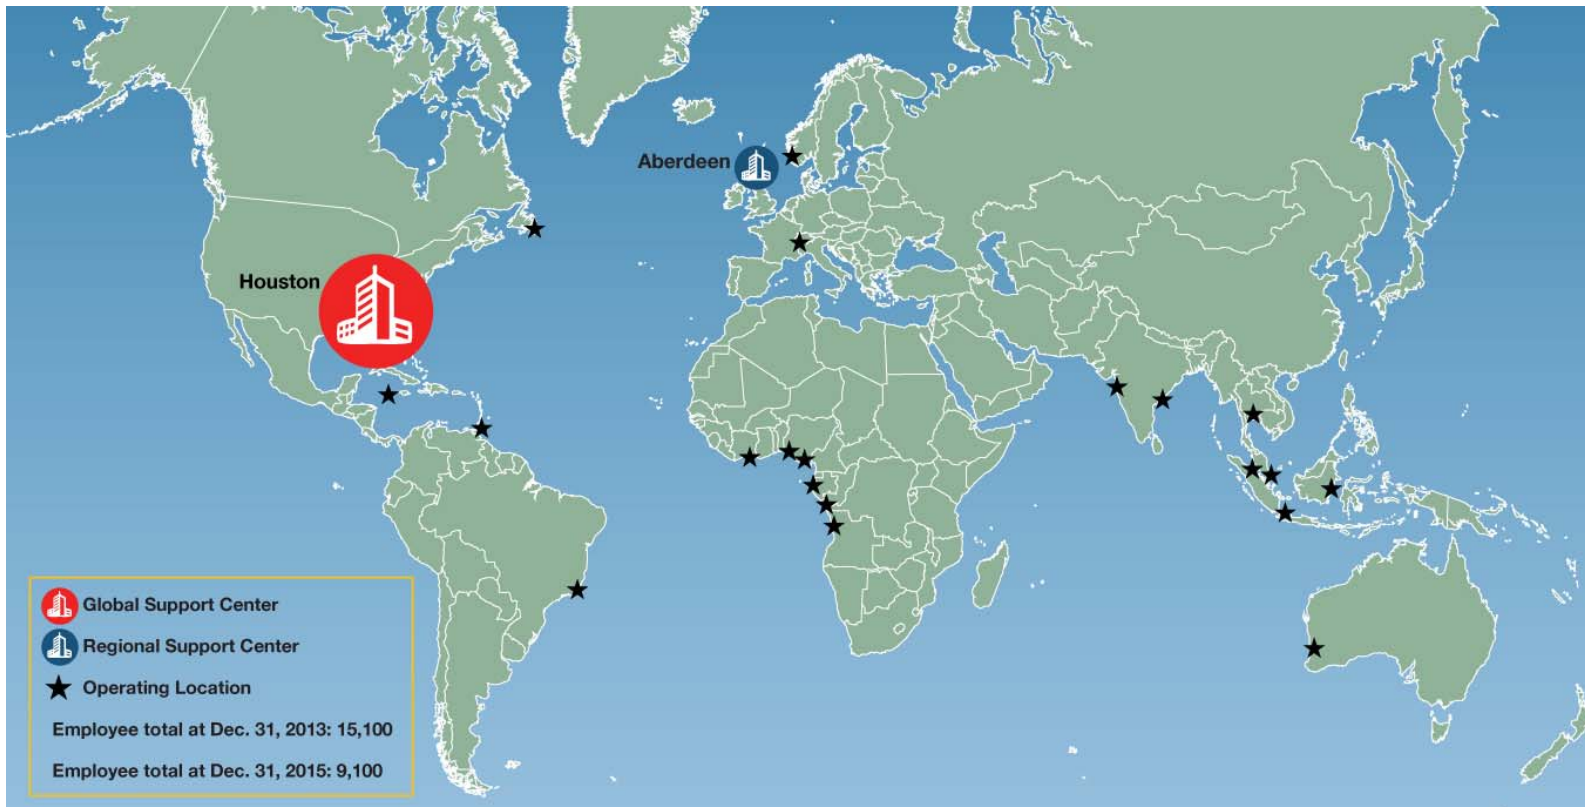 Aberdeen
Houston
Global Support Center
Regional Support Center
Operating Location
Employee total at Dec. 31, 2013: 15,100
Employee total at Dec. 31, 2015: 9,100